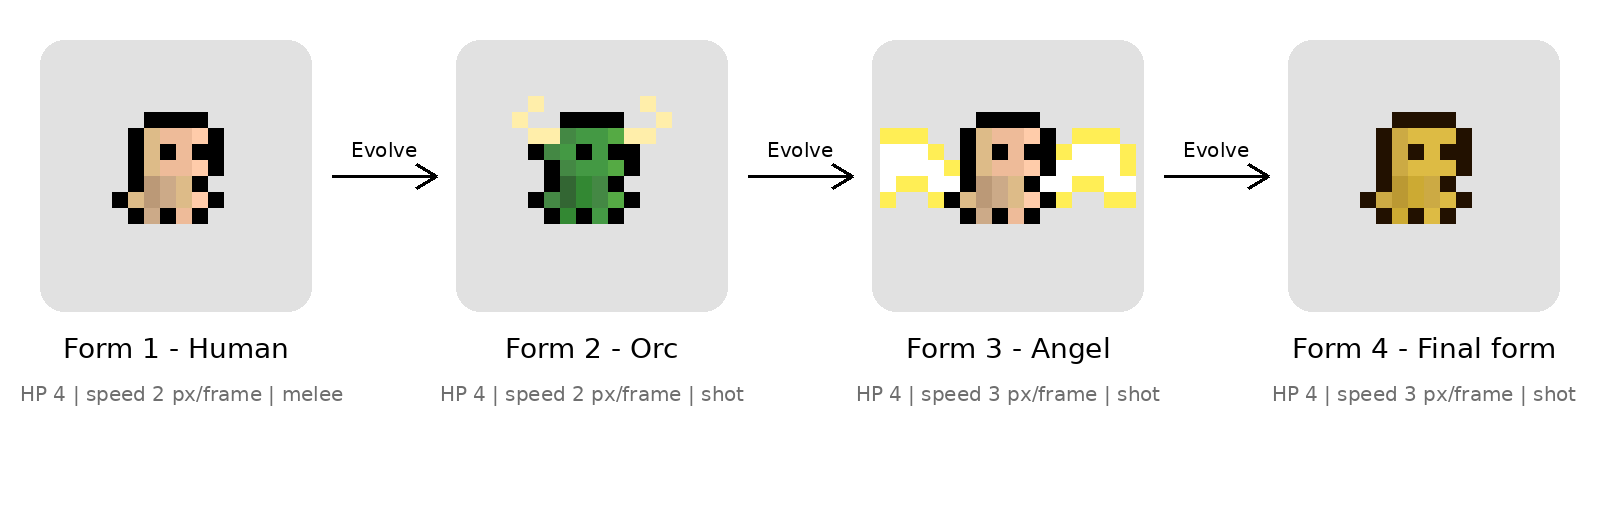 Evolve
Evolve
Evolve
Form 1 - Human
Form 2 - Orc
Form 3 - Angel
Form 4 - Final form
HP 4 | speed 2 px/frame | melee
HP 4 | speed 2 px/frame | shot
HP 4 | speed 3 px/frame | shot
HP 4 | speed 3 px/frame | shot